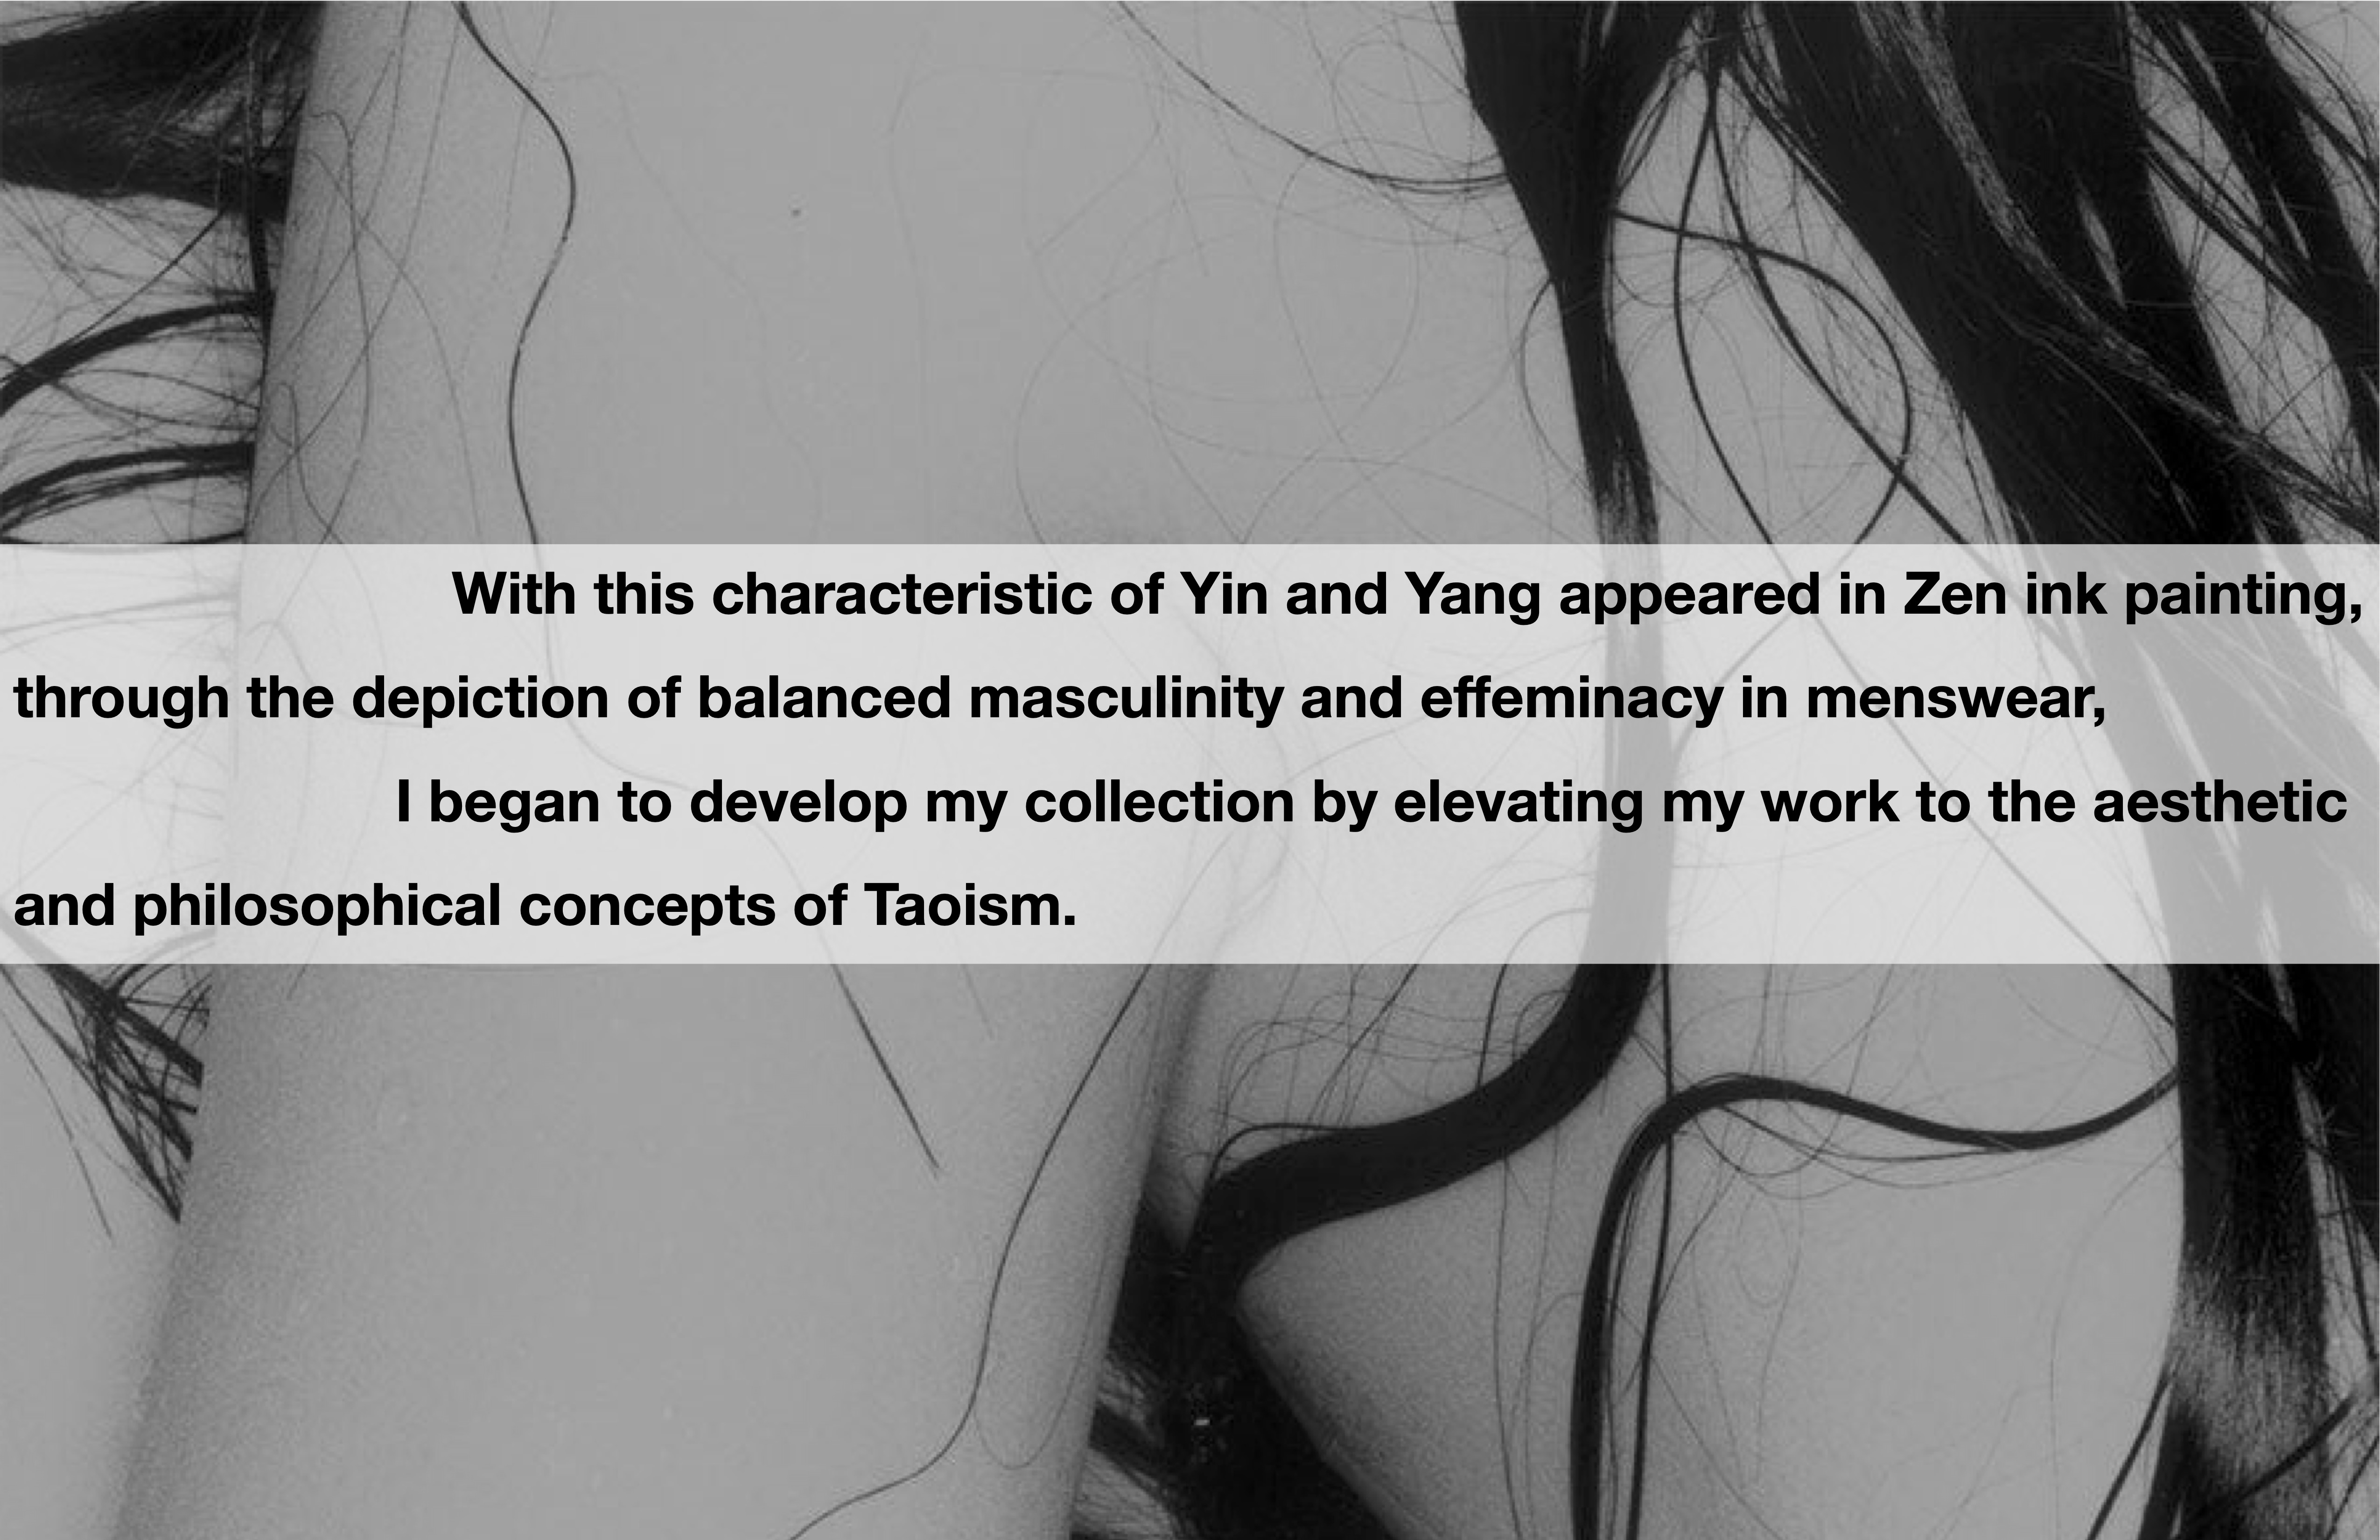 With this characteristic of Yin and Yang appeared in Zen ink painting,
through the depiction of balanced masculinity and effeminacy in menswear,
I began to develop my collection by elevating my work to the aesthetic
and philosophical concepts of Taoism.